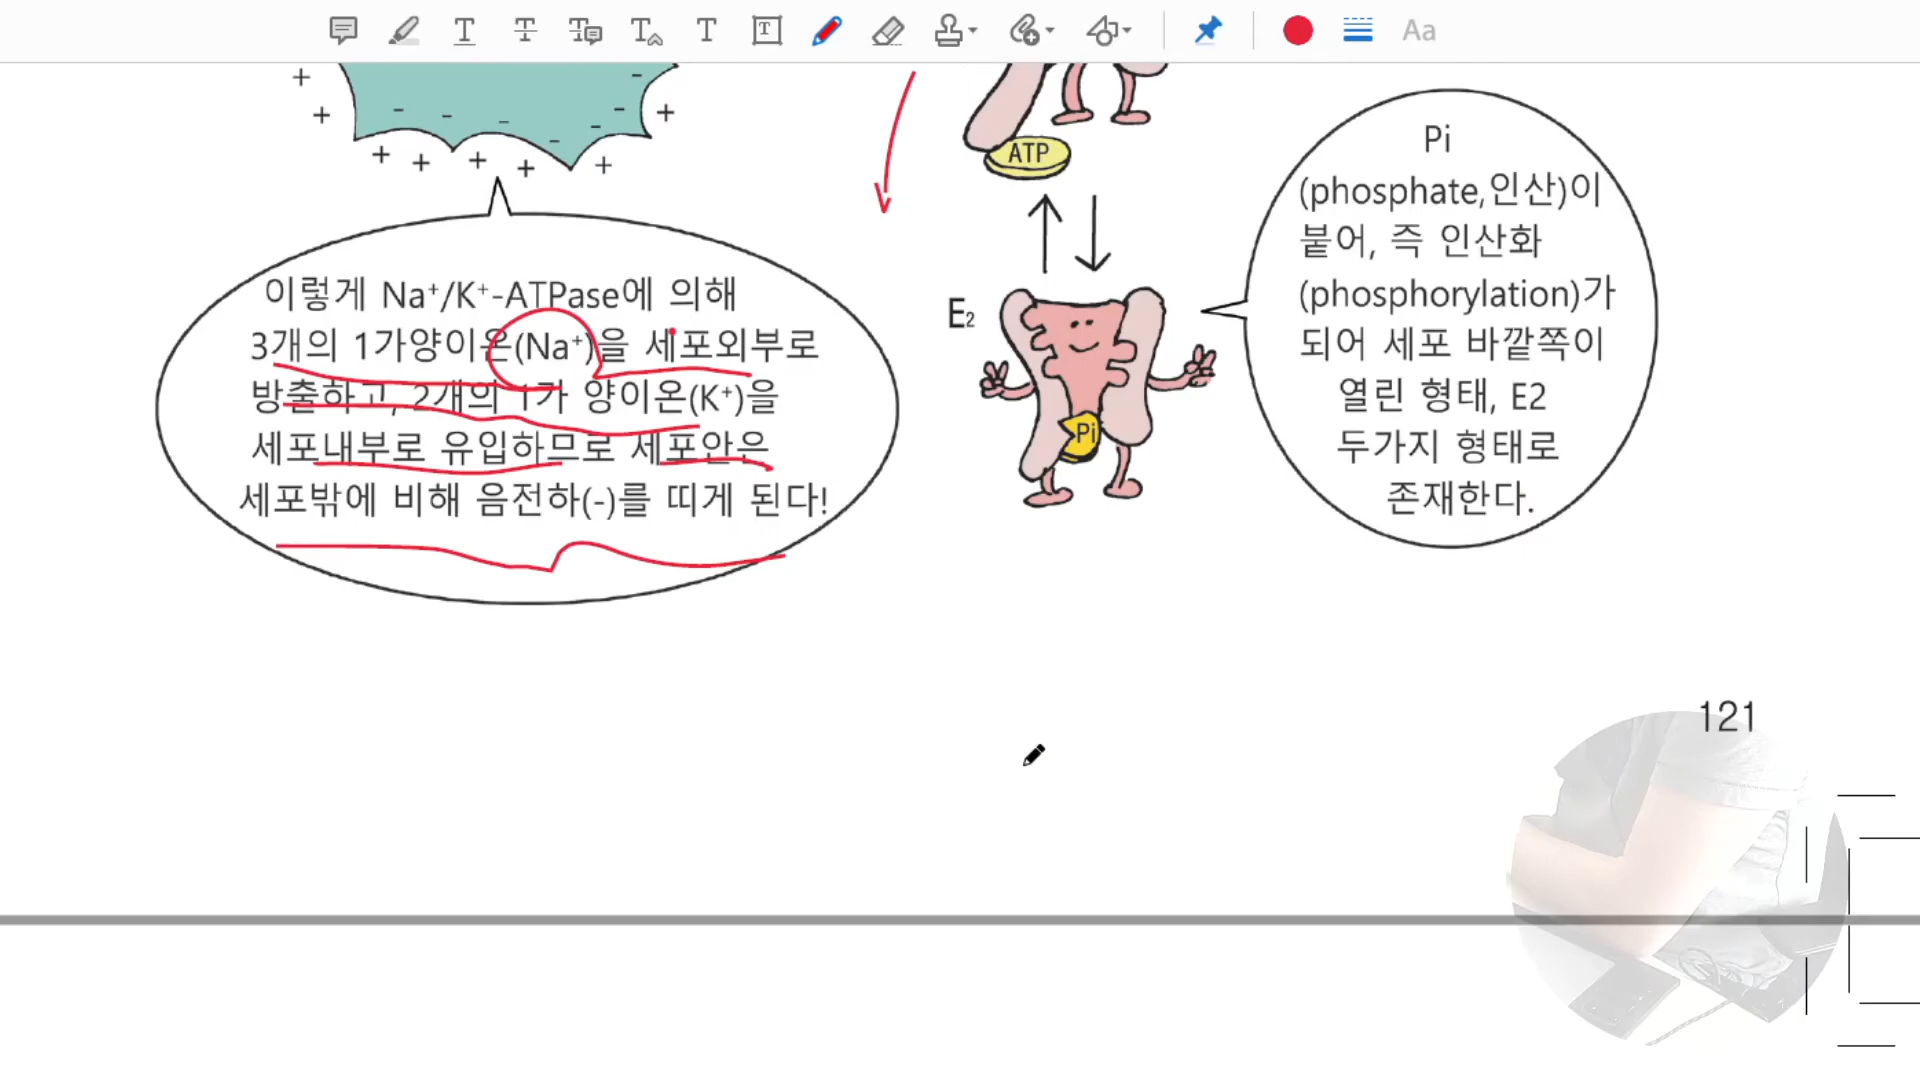 T T T T T T Aa
ATP
이렇게 Na⁺/K⁺-ATPase에 의해
3개의 1가양이온(Na⁺)을 세포외부로
방출하고, 2개의 1가 양이온(K⁺)을
세포내부로 유입하므로 세포안은
세포밖에 비해 음전하(-)를 띠게 된다!
E₂
Pi
Pi
(phosphate,인산)이
붙어, 즉 인산화
(phosphorylation)가
되어 세포 바깥쪽이
열린 형태, E2
두가지 형태로
존재한다.
121